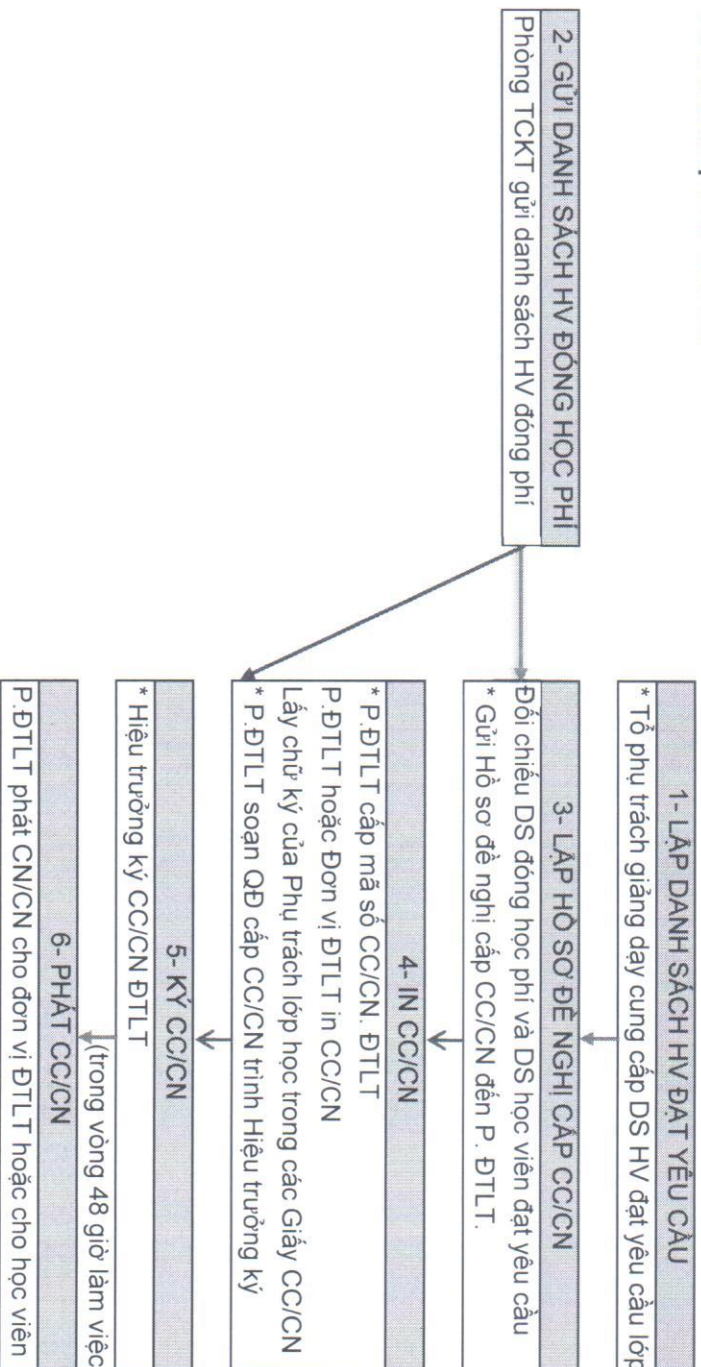 1- LẬP DANH SÁCH HV ĐẠT YÊU CẦU
* Tổ phụ trách giảng dạy cung cấp DS HV đạt yêu cầu lớp
2- GỬI DANH SÁCH HV ĐÓNG HỌC PHÍ
Phòng TCKT gửi danh sách HV đóng phí
3- LẬP HỒ SƠ ĐỀ NGHỊ CẤP CC/CN
Đối chiếu DS đóng học phí và DS học viên đạt yêu cầu
* Gửi Hồ sơ đề nghị cấp CC/CN đến P. ĐTLT.
4- IN CC/CN
* P.ĐTLT cấp mã số CC/CN. ĐTLT
P.ĐTLT hoặc Đơn vị ĐTLT in CC/CN
Lấy chữ ký của Phụ trách lớp học trong các Giấy CC/CN
* P.ĐTLT soạn QĐ cấp CC/CN trình Hiệu trưởng ký
5- KÝ CC/CN
* Hiệu trưởng ký CC/CN ĐTLT
(trong vòng 48 giờ làm việc
6- PHÁT CC/CN
P.ĐTLT phát CN/CN cho đơn vị ĐTLT hoặc cho học viên